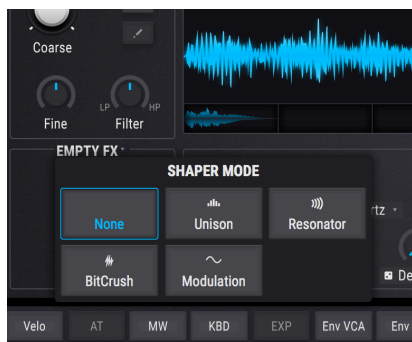 Coarse
LP HP
Fine Filter
EMPTY FX
SHAPER MODE
None Unison Resonator
rtz
BitCrush Modulation
De
Velo AT MW KBD EXP Env VCA Env